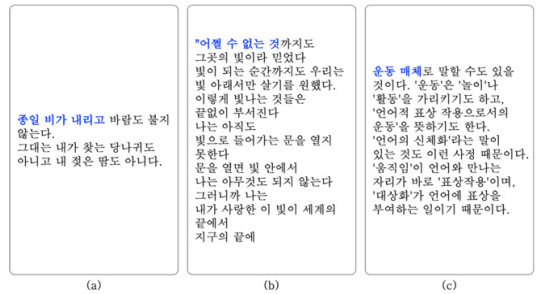 종일 비가 내리고 바람도 불지
않는다.
그대는 내가 찾는 당나귀도
아니고 내 젖은 땀도 아니다.
(a)
"어쩔 수 없는 것까지도
그곳의 빛이라 믿었다
빛이 되는 순간까지도 우리는
빛 아래서만 살기를 원했다.
이렇게 빛나는 것들은
끝없이 부서진다
나는 아직도
빛으로 들어가는 문을 열지
못한다
문을 열면 빛 안에서
나는 아무것도 되지 않는다
그러니까 나는
내가 사랑한 이 빛이 세계의
끝에서
지구의 끝에
(b)
운동 매체로 말할 수도 있을
것이다. '운동'은 '놀이'나
'활동'을 가리키기도 하고,
'언어적 표상 작용으로서의
운동'을 뜻하기도 한다.
'언어의 신체화'라는 말이
있는 것도 이런 사정 때문이다.
'움직임'이 언어와 만나는
자리가 바로 '표상작용'이며,
'대상화'가 언어에 표상을
부여하는 일이기 때문이다.
(c)